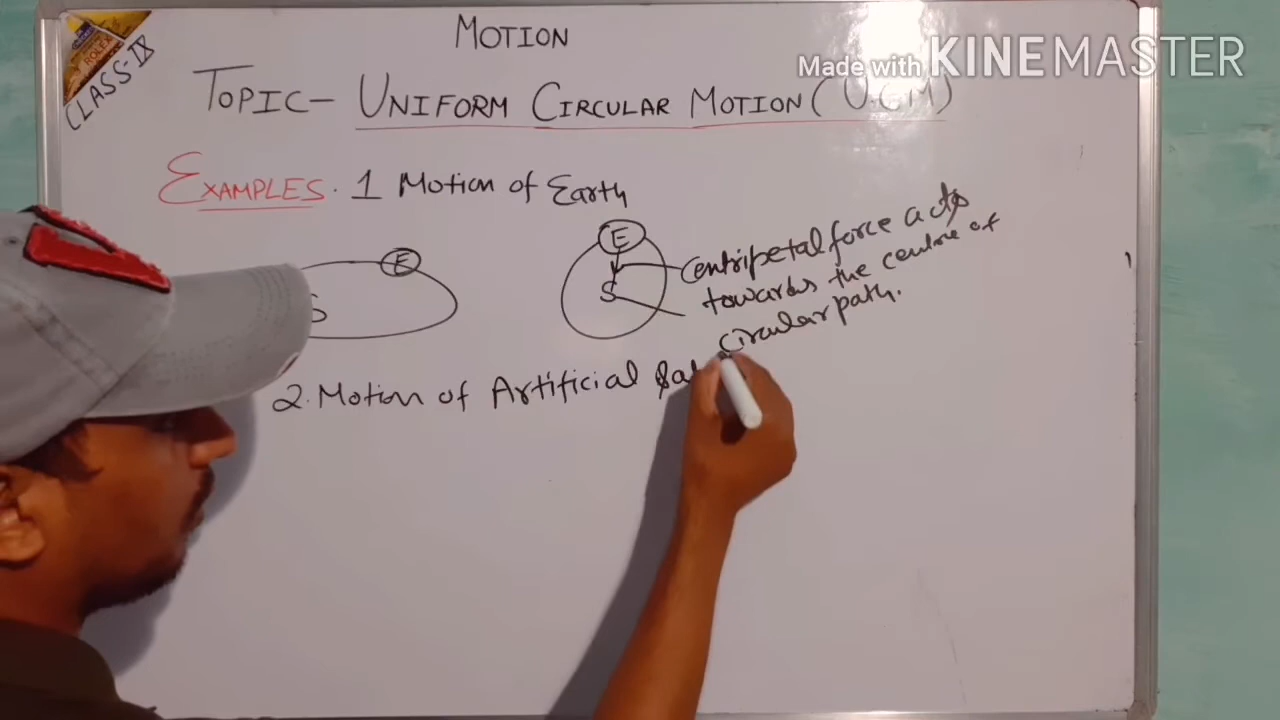 MOTION
Made with KINEMASTER
ROLEX
CLASS-IX
TOPIC- UNIFORM CIRCULAR MOTION (U.C.M)
EXAMPLES. 1 Motion of Earth
E
S
E
S
Centripetal force acts
towards the centre of
circular path.
2. Motion of Artificial